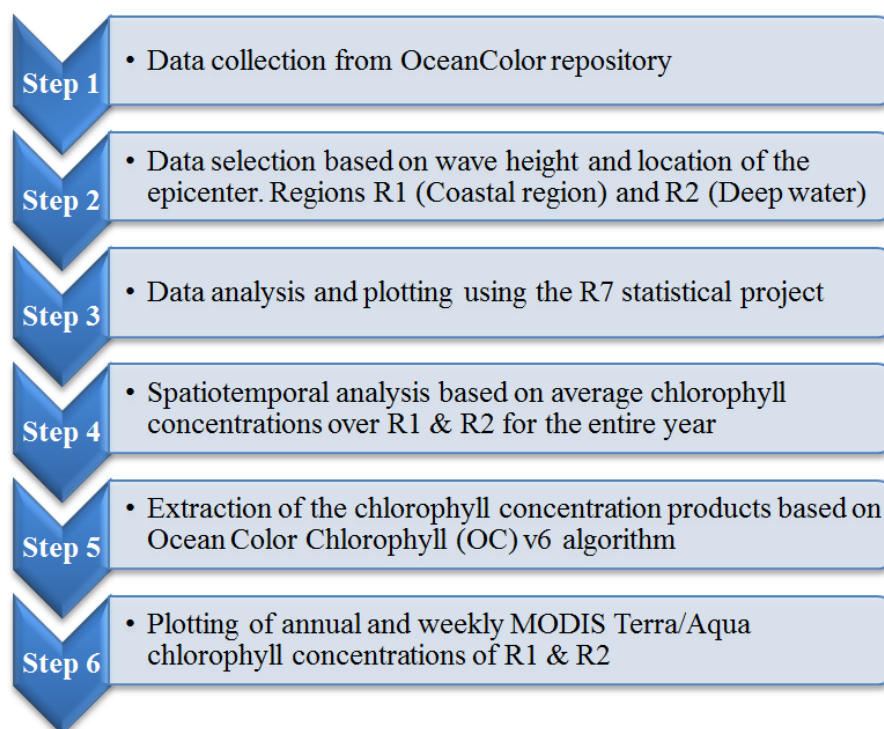 Step 1
• Data collection from OceanColor repository
Step 2
• Data selection based on wave height and location of the
epicenter. Regions R1 (Coastal region) and R2 (Deep water)
Step 3
• Data analysis and plotting using the R7 statistical project
Step 4
• Spatiotemporal analysis based on average chlorophyll
concentrations over R1 & R2 for the entire year
Step 5
• Extraction of the chlorophyll concentration products based on
Ocean Color Chlorophyll (OC) v6 algorithm
Step 6
• Plotting of annual and weekly MODIS Terra/Aqua
chlorophyll concentrations of R1 & R2